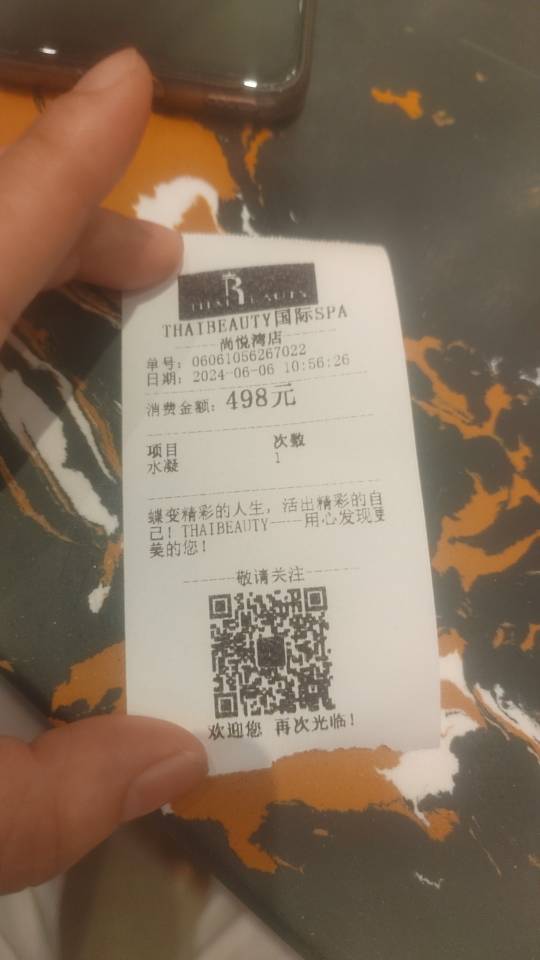 THAI BEAUTY
THAIBEAUTY国际SPA
尚悦湾店
单号: 06061056267022
日期: 2024-06-06 10:56:26
消费金额: 498元
项目 次数
水凝 1
蝶变精彩的人生，活出精彩的自
己！THAIBEAUTY——用心发现更
美的您！
敬请关注
欢迎您 再次光临！